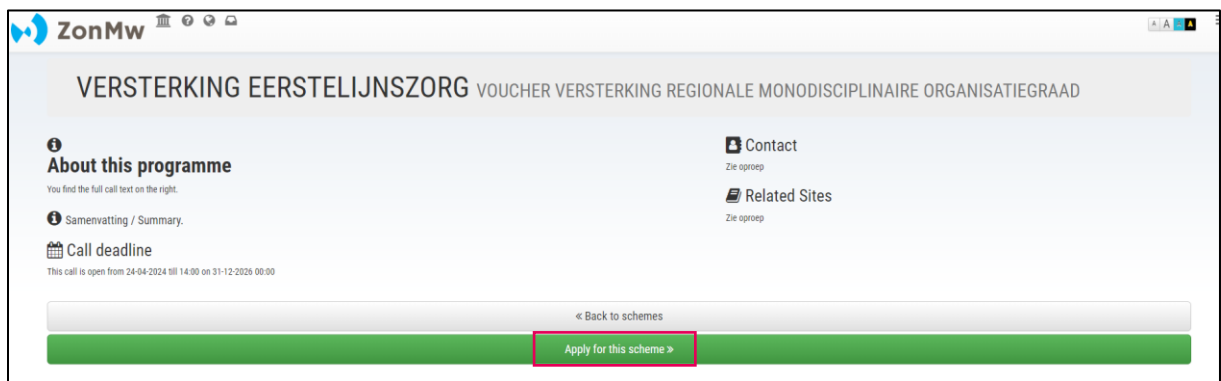 ZonMw
A A A A
VERSTERKING EERSTELIJNSZORG VOUCHER VERSTERKING REGIONALE MONODISCIPLINAIRE ORGANISATIEGRAAD
About this programme
You find the full call text on the right.
Samenvatting / Summary.
Call deadline
This call is open from 24-04-2024 till 14:00 on 31-12-2026 00:00
Contact
Zie oproep
Related Sites
Zie oproep
« Back to schemes
Apply for this scheme »